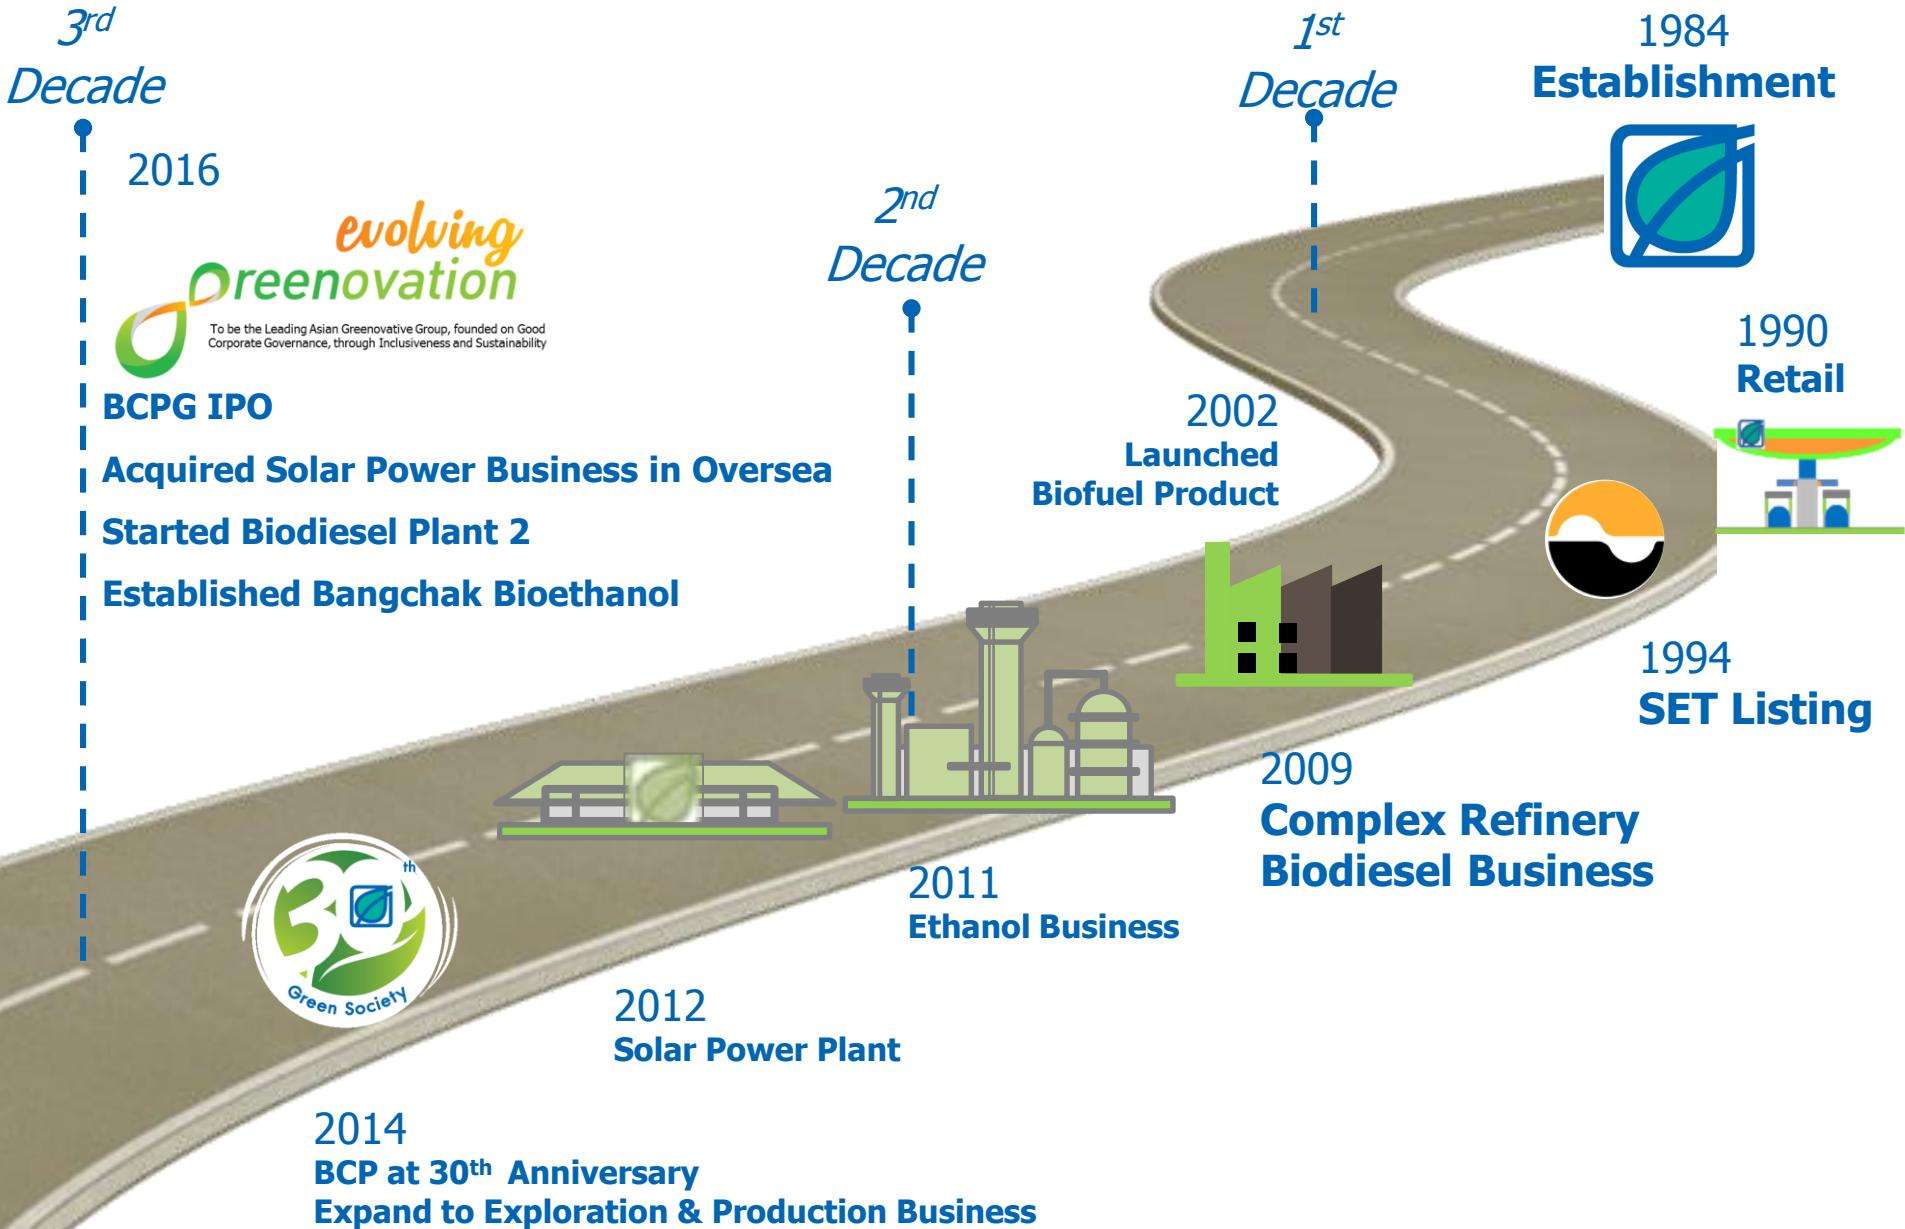 3rd
Decade
2016
evolving
Greenovation
To be the Leading Asian Greenovative Group, founded on Good
Corporate Governance, through Inclusiveness and Sustainability
BCPG IPO
Acquired Solar Power Business in Oversea
Started Biodiesel Plant 2
Established Bangchak Bioethanol
2nd
Decade
1st
Decade
1984
Establishment
1990
Retail
2002
Launched
Biofuel Product
1994
SET Listing
2009
Complex Refinery
Biodiesel Business
2011
Ethanol Business
2012
Solar Power Plant
30th
Green Society
2014
BCP at 30th Anniversary
Expand to Exploration & Production Business